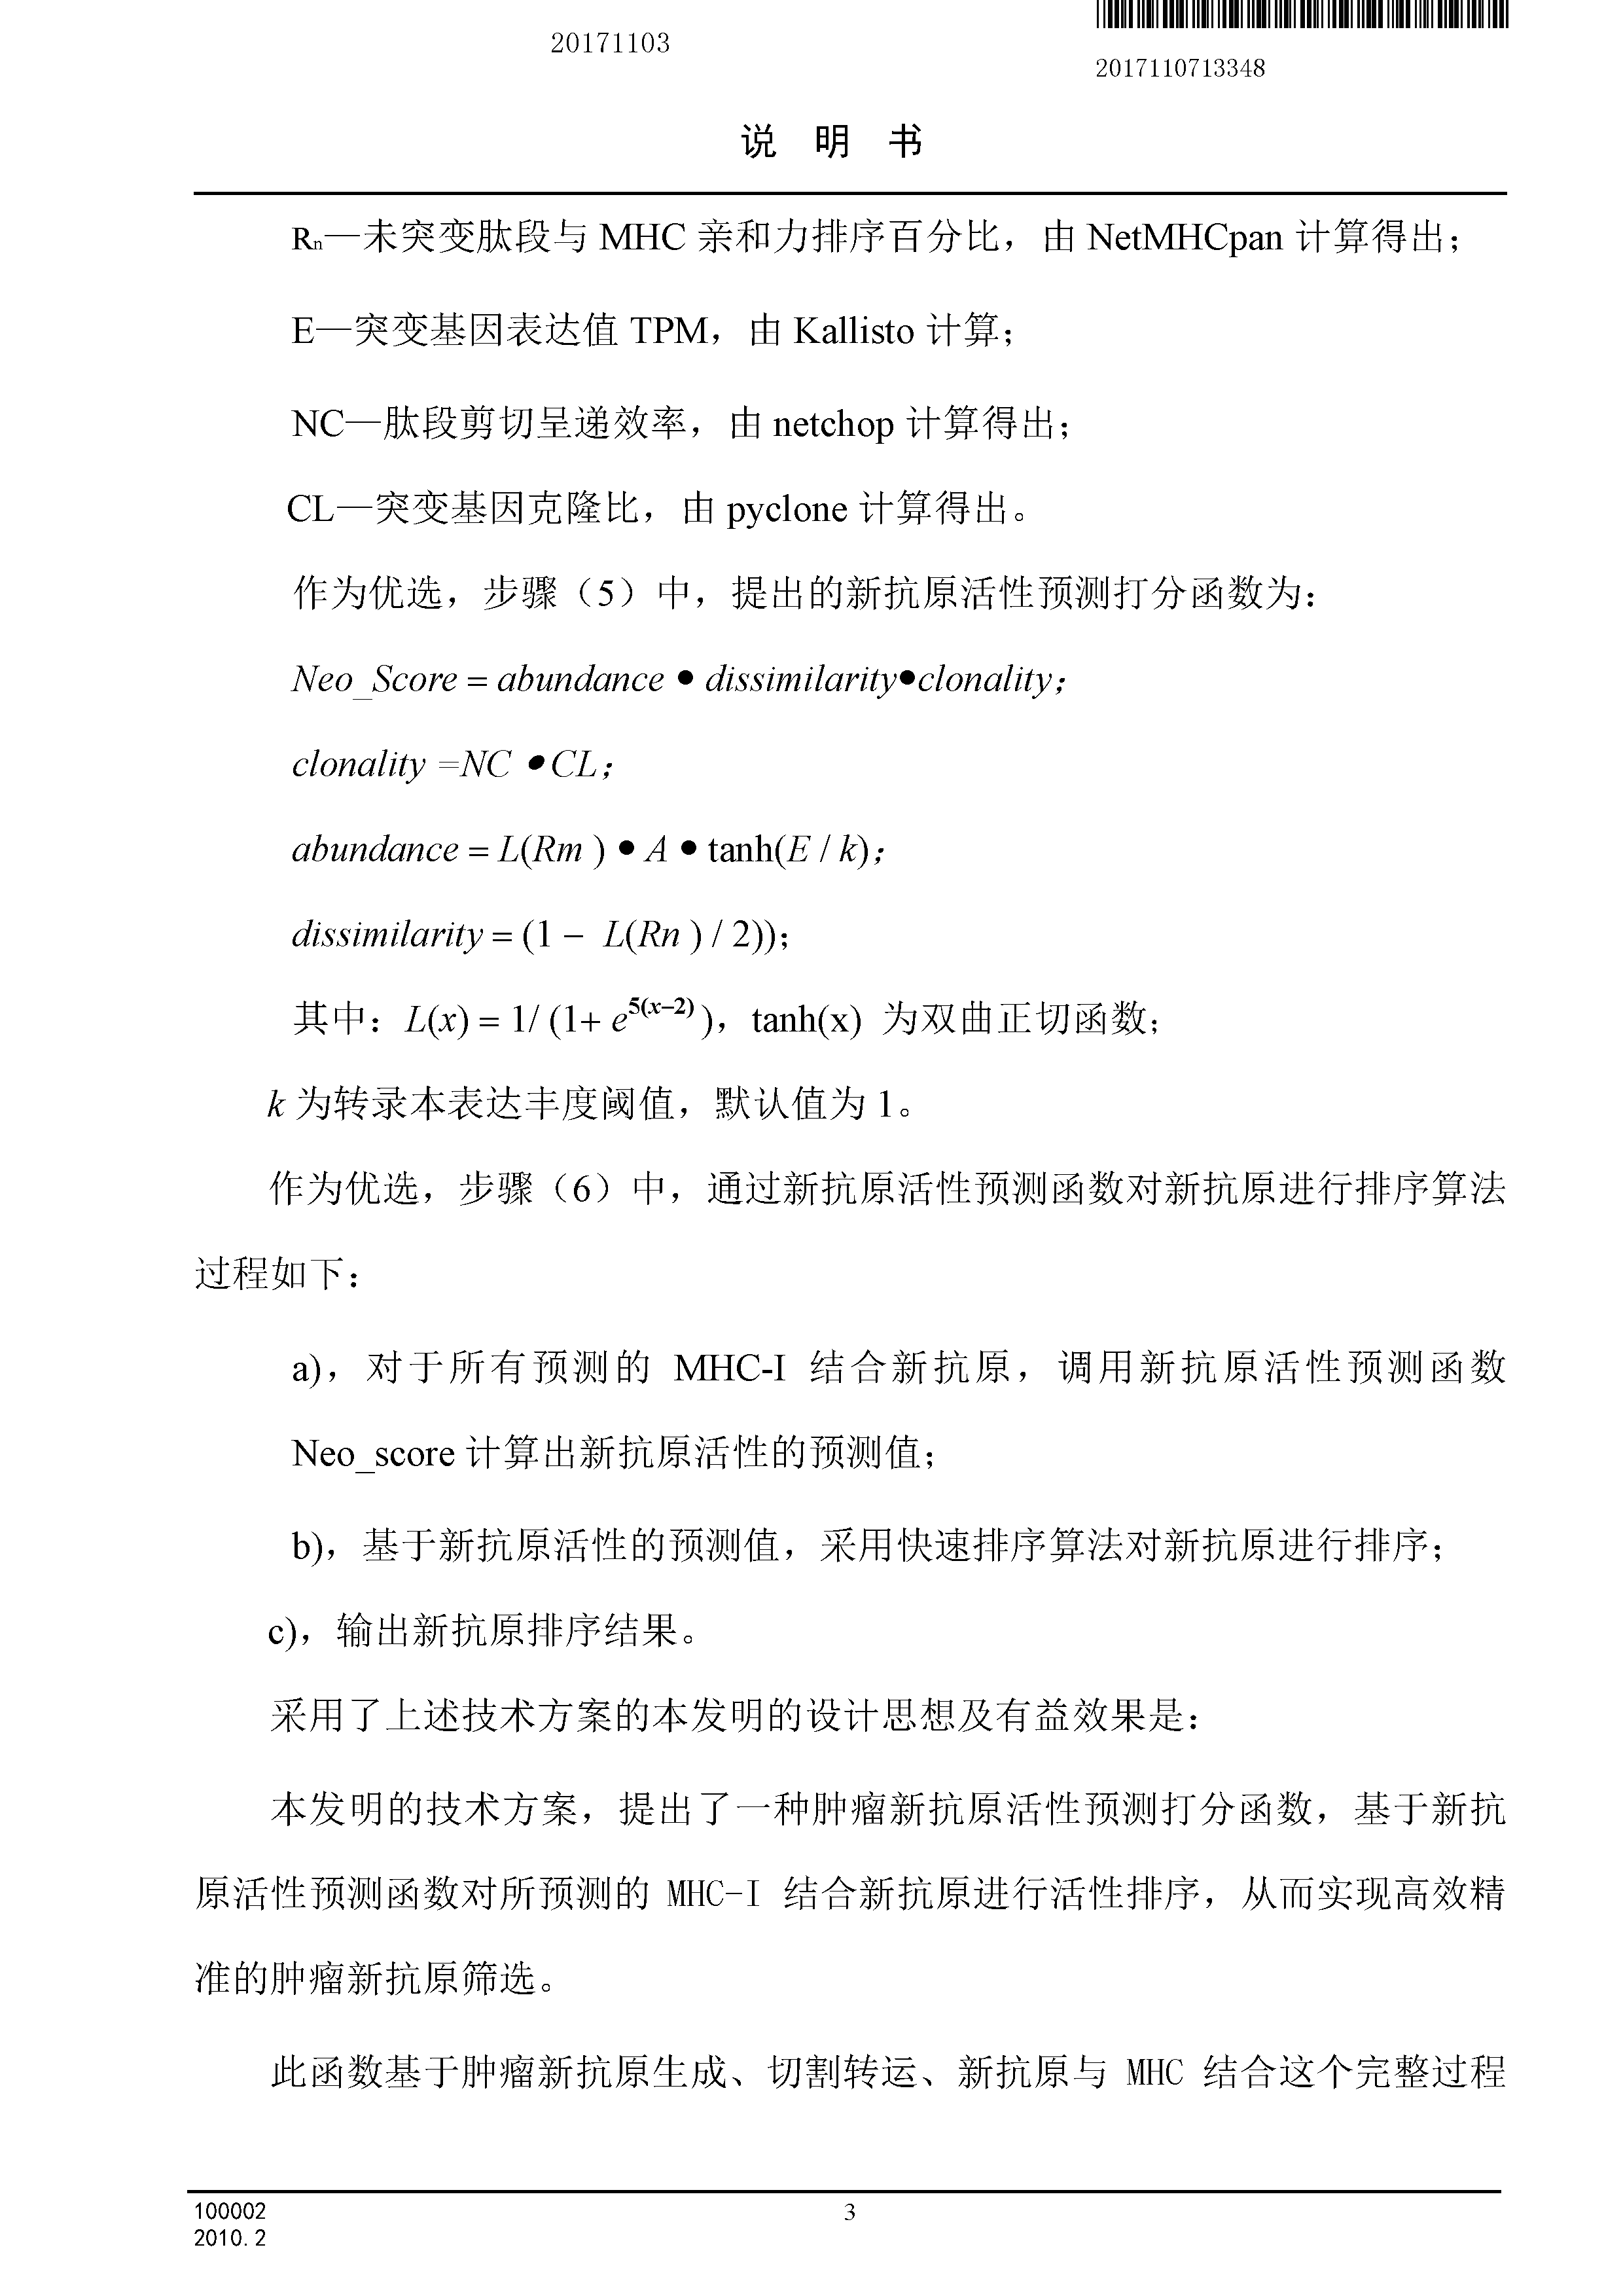 20171103
2017110713348
说 明 书
Rn—未突变肽段与 MHC 亲和力排序百分比，由 NetMHCpan 计算得出；
E—突变基因表达值 TPM，由 Kallisto 计算；
NC—肽段剪切呈递效率，由 netchop 计算得出；
CL—突变基因克隆比，由 pyclone 计算得出。
作为优选，步骤（5）中，提出的新抗原活性预测打分函数为：
Neo_Score = abundance • dissimilarity•clonality；
clonality =NC •CL；
abundance = L(Rm ) • A • tanh(E / k)；
dissimilarity = (1 − L(Rn ) / 2))；
其中：L(x) = 1/ (1+ e^5(x−2) )，tanh(x) 为双曲正切函数；
k 为转录本表达丰度阈值，默认值为 1。
作为优选，步骤（6）中，通过新抗原活性预测函数对新抗原进行排序算法
过程如下：
a)，对于所有预测的 MHC-I 结合新抗原，调用新抗原活性预测函数
Neo_score 计算出新抗原活性的预测值；
b)，基于新抗原活性的预测值，采用快速排序算法对新抗原进行排序；
c)，输出新抗原排序结果。
采用了上述技术方案的本发明的设计思想及有益效果是：
本发明的技术方案，提出了一种肿瘤新抗原活性预测打分函数，基于新抗
原活性预测函数对所预测的 MHC-I 结合新抗原进行活性排序，从而实现高效精
准的肿瘤新抗原筛选。
此函数基于肿瘤新抗原生成、切割转运、新抗原与 MHC 结合这个完整过程
100002
3
2010.2